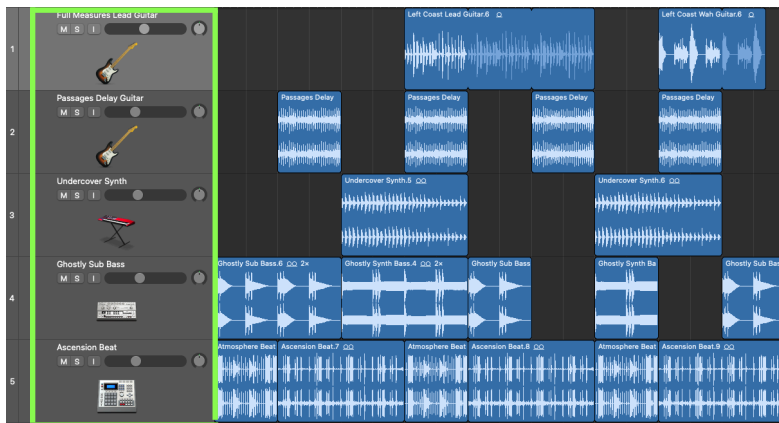 Full Measures Lead Guitar
M S I
1
Left Coast Lead Guitar.6
Left Coast Wah Guitar.6
Passages Delay Guitar
M S I
2
Passages Delay
Passages Delay
Passages Delay
Passages Delay
Undercover Synth
M S I
3
Undercover Synth.5
Undercover Synth.6
Ghostly Sub Bass
M S I
4
Ghostly Sub Bass.6 2×
Ghostly Synth Bass.4 2×
Ghostly Sub Bass
Ghostly Synth Ba
Ghostly Sub Bas
Ascension Beat
M S I
5
Atmosphere Beat
Ascension Beat.7
Atmosphere Beat
Ascension Beat.8
Atmosphere Beat
Ascension Beat.9